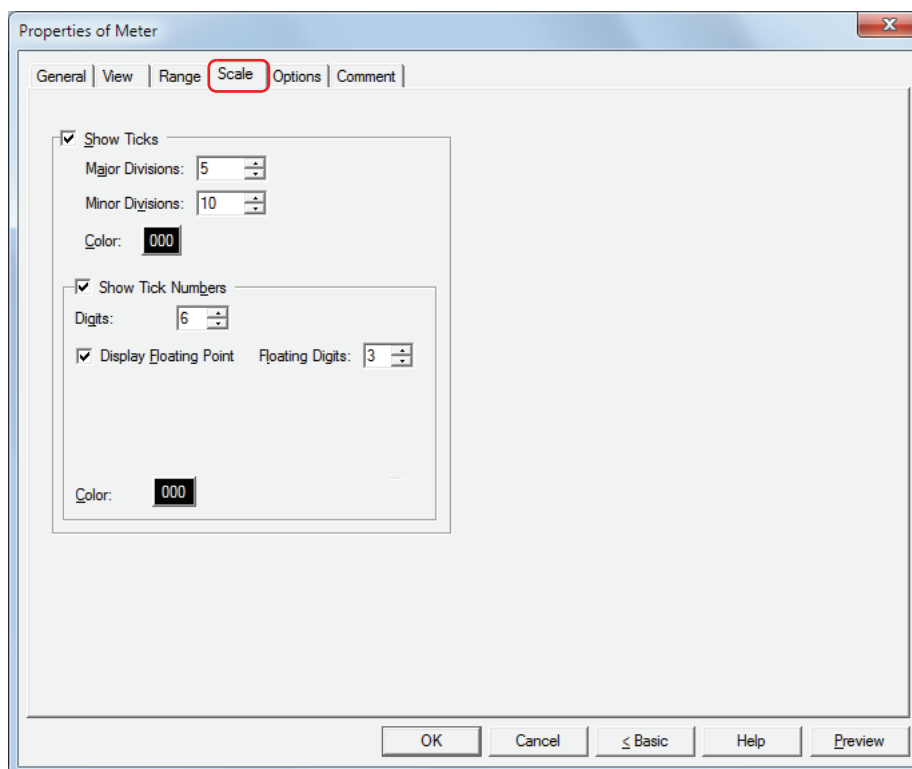 Properties of Meter
General View Range Scale Options Comment
Show Ticks
Major Divisions: 5
Minor Divisions: 10
Color: 000
Show Tick Numbers
Digits: 6
Display Floating Point Floating Digits: 3
Color: 000
OK Cancel < Basic Help Preview